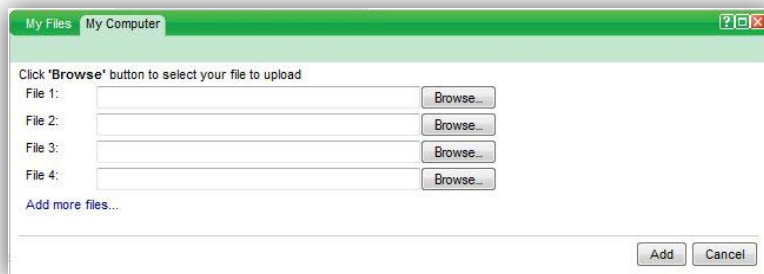 My Files My Computer ?
Click 'Browse' button to select your file to upload
File 1: Browse...
File 2: Browse...
File 3: Browse...
File 4: Browse...
Add more files...
Add Cancel